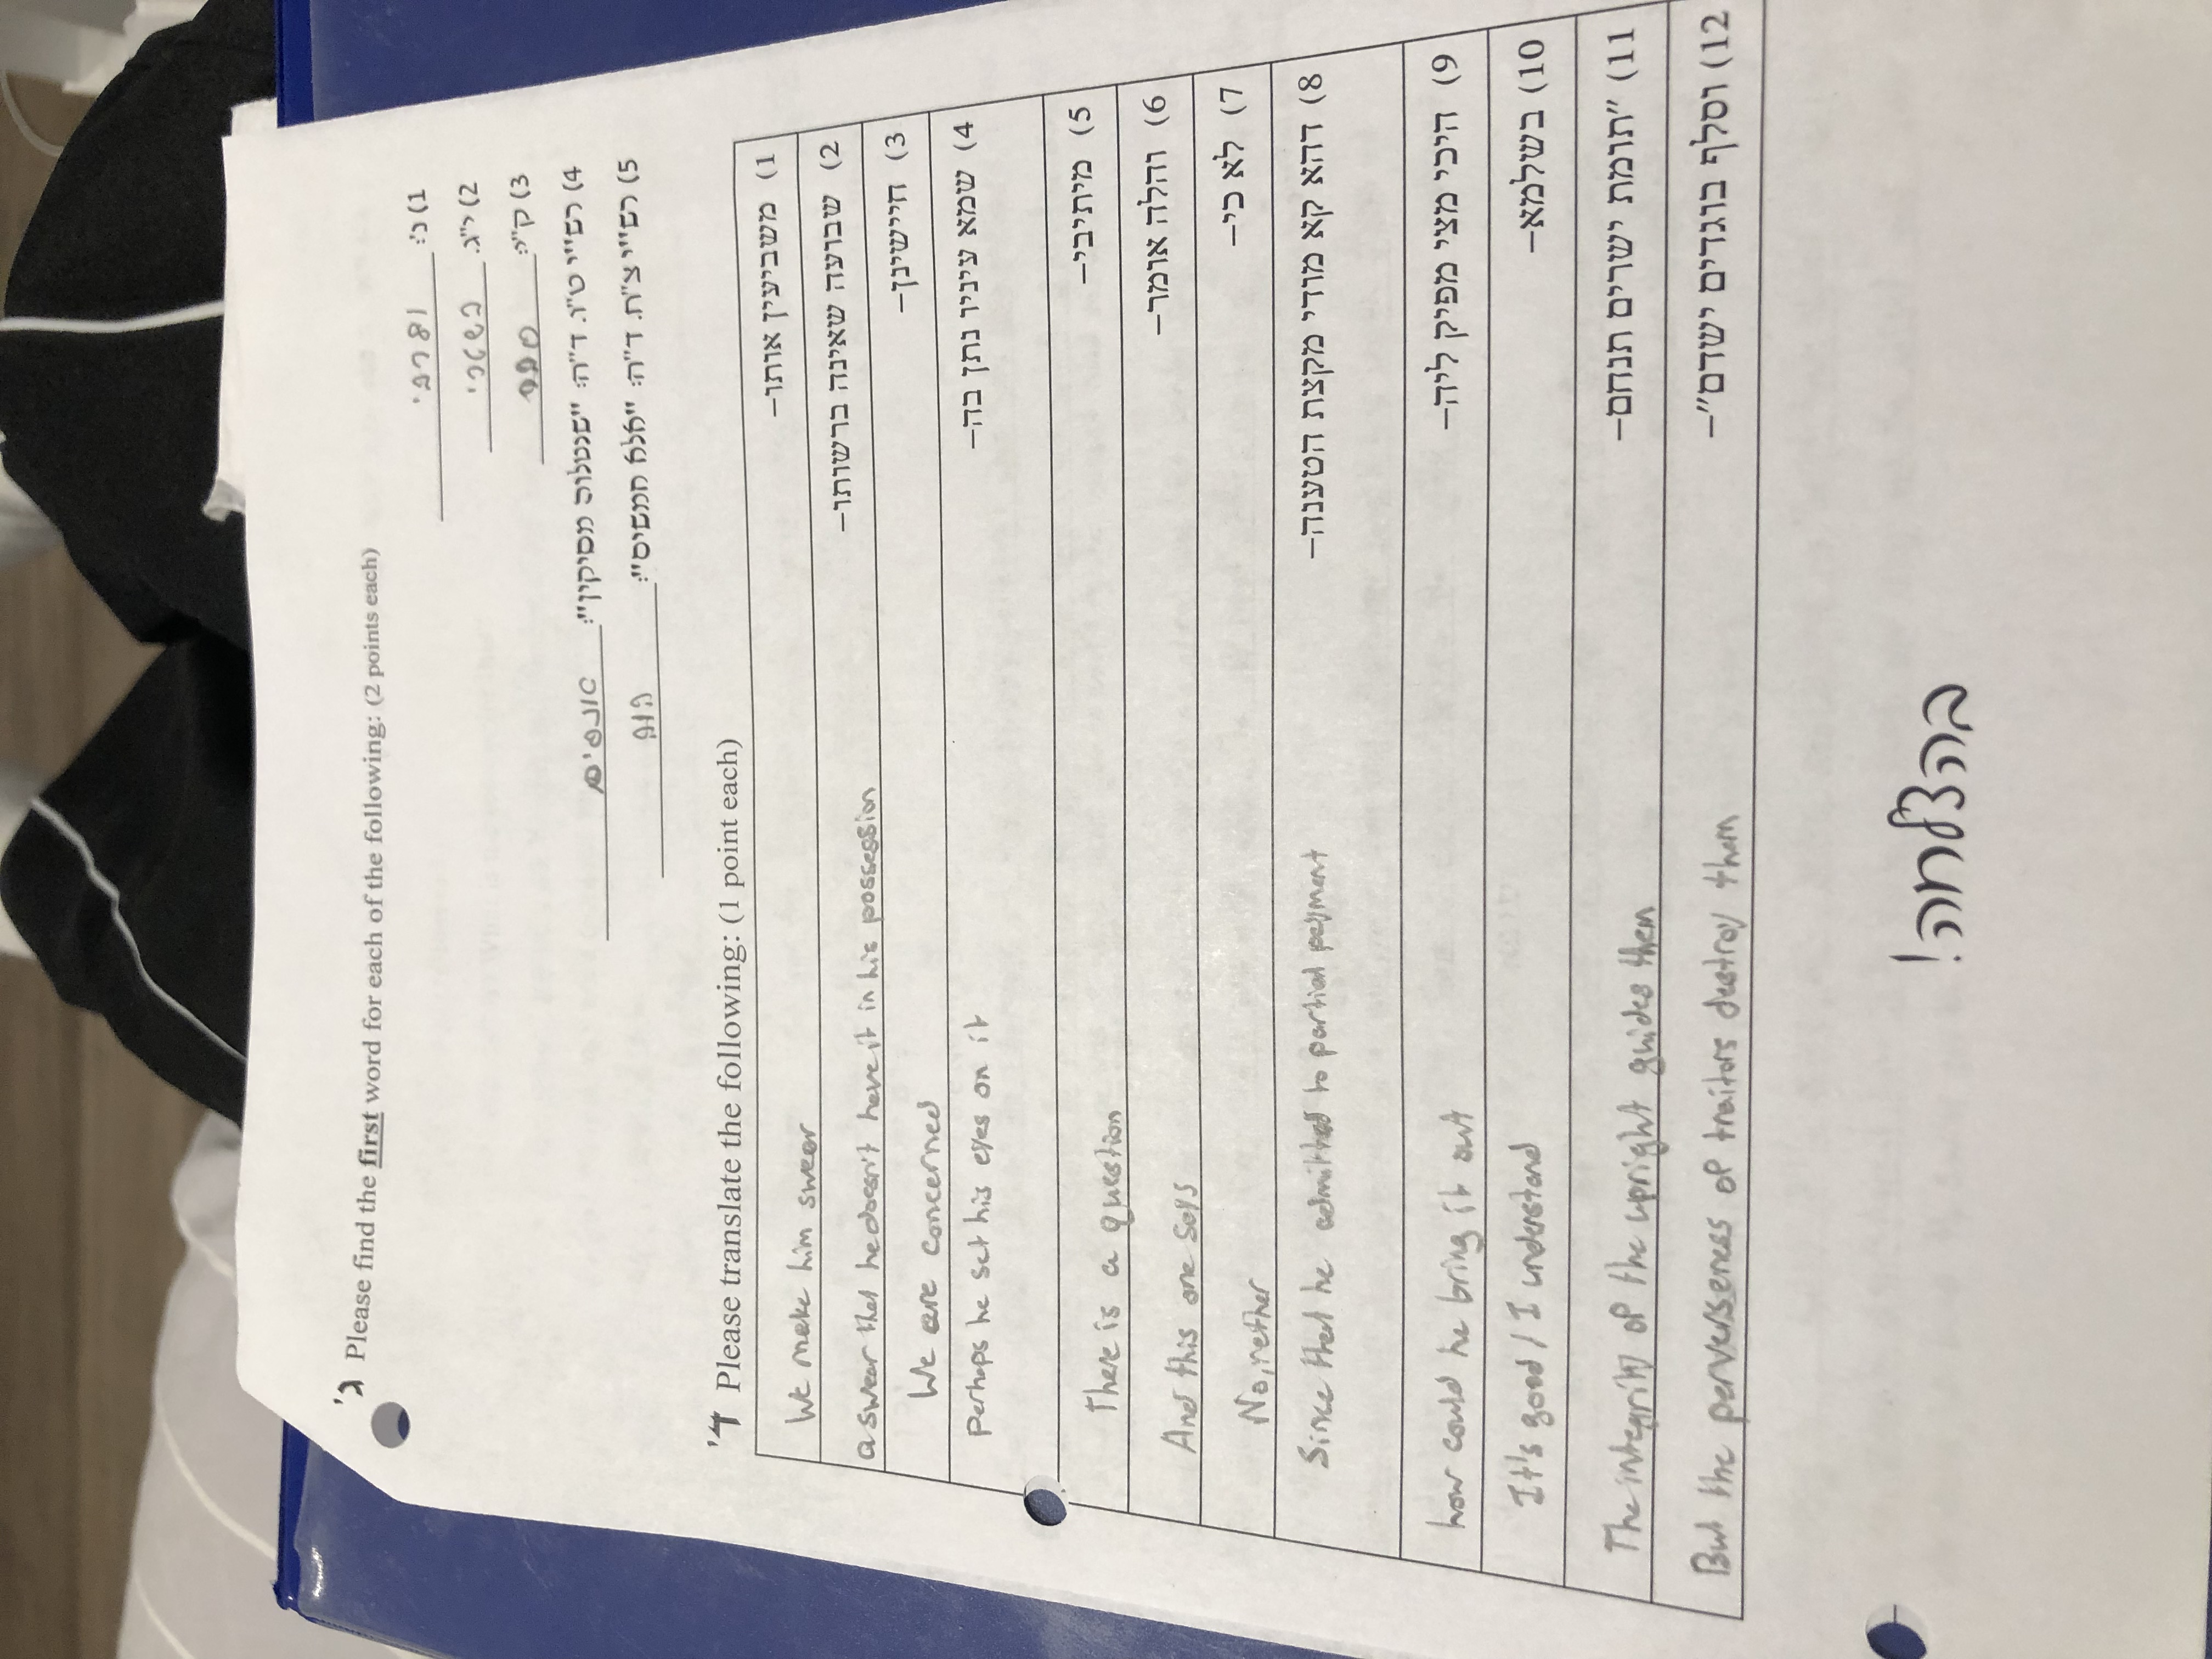 ג' Please find the first word for each of the following: (2 points each)
1) נ':
2) י"ג. בשטרי
3) ק"י:
4) רש"י ט"ו. ד"ה: "שנטלוה מסיקין":
5) רש"י צ"ח. ד"ה: "אלא חמשים":
ד' Please translate the following: (1 point each)
1) משביעין אותו–
We make him swear
2) שבועה שאינה ברשותו–
a swear that he doesn't have it in his possession
3) חיישינן–
We are concerned
4) שמא עיניו נתן בה–
Perhaps he set his eyes on it
5) מיתיבי–
There is a question
6) והלה אומר–
And this one says
7) לא כי–
No, rether
8) דהא קא מודי מקצת הטענה–
Since that he admitted to partial payment
9) היכי מצי מפיק ליה–
how could he bring it out
10) בשלמא–
It's good / I understand
11) "תומת ישרים תנחם–
The integrity of the upright guides them
12) וסלף בוגדים ישדם"–
But the perverseness of traitors destroy them
בהצלחה!